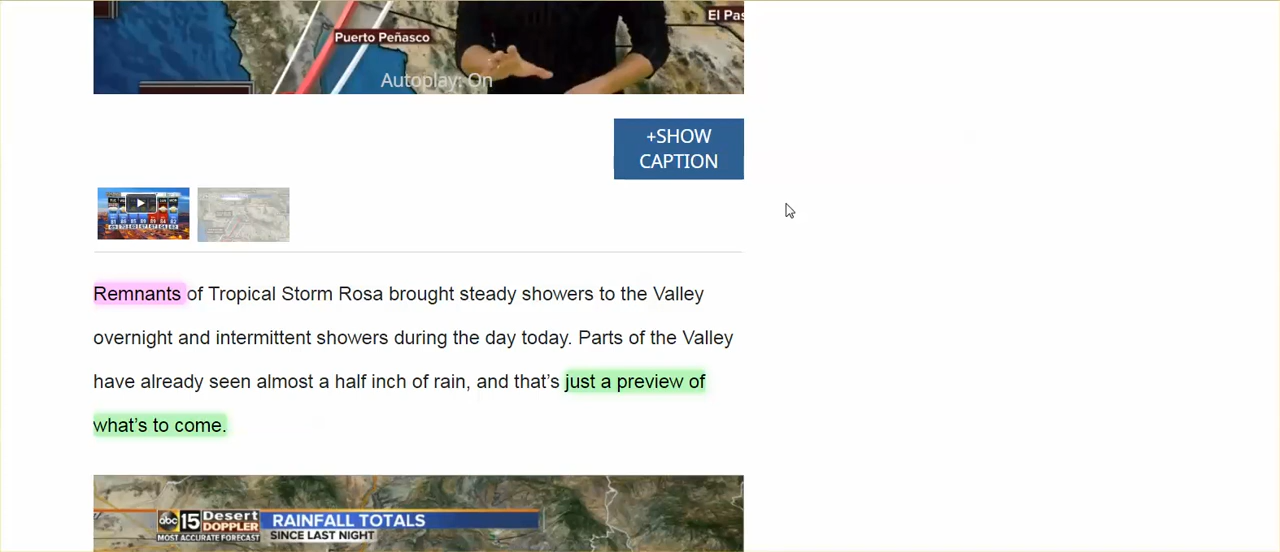 El Pas
Puerto Peñasco
Autoplay: On
+SHOW
CAPTION
Remnants of Tropical Storm Rosa brought steady showers to the Valley
overnight and intermittent showers during the day today. Parts of the Valley
have already seen almost a half inch of rain, and that’s just a preview of
what’s to come.
abc 15 Desert DOPPLER
MOST ACCURATE FORECAST
RAINFALL TOTALS
SINCE LAST NIGHT